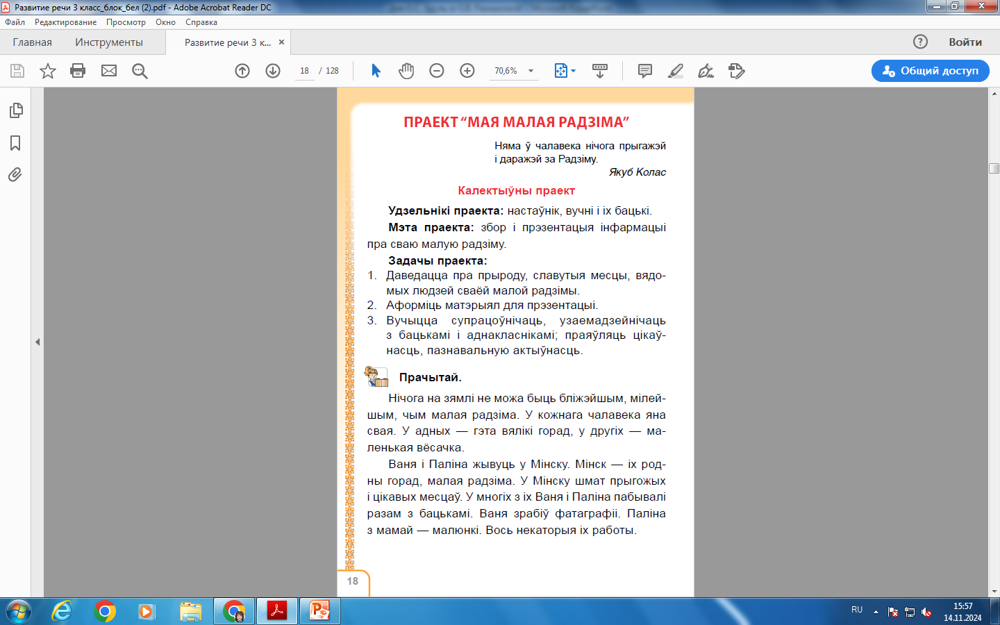 Развитие речи 3 класс_блок_бел (2).pdf - Adobe Acrobat Reader DC
Файл Редактирование Просмотр Окно Справка
Главная Инструменты Развитие речи 3 к... × Войти
18 / 128 70,6% Общий доступ
ПРАЕКТ “МАЯ МАЛАЯ РАДЗІМА”
Няма ў чалавека нічога прыгажэй
і даражэй за Радзіму.
Якуб Колас
Калектыўны праект
Удзельнікі праекта: настаўнік, вучні і іх бацькі.
Мэта праекта: збор і прэзентацыя інфармацыі
пра сваю малую радзіму.
Задачы праекта:
1. Даведацца пра прыроду, славутыя месцы, вядо-
мых людзей сваёй малой радзімы.
2. Аформіць матэрыял для прэзентацыі.
3. Вучыцца супрацоўнічаць, узаемадзейнічаць
з бацькамі і аднакласнікамі; праяўляць цікаў-
насць, пазнавальную актыўнасць.
Прачытай.
Нічога на зямлі не можа быць бліжэйшым, мілей-
шым, чым малая радзіма. У кожнага чалавека яна
свая. У адных — гэта вялікі горад, у другіх — ма-
ленькая вёсачка.
Ваня і Паліна жывуць у Мінску. Мінск — іх род-
ны горад, малая радзіма. У Мінску шмат прыгожых
і цікавых месцаў. У многіх з іх Ваня і Паліна пабывалі
разам з бацькамі. Ваня зрабіў фатаграфіі. Паліна
з мамай — малюнкі. Вось некаторыя іх работы.
18
RU
15:57
14.11.2024